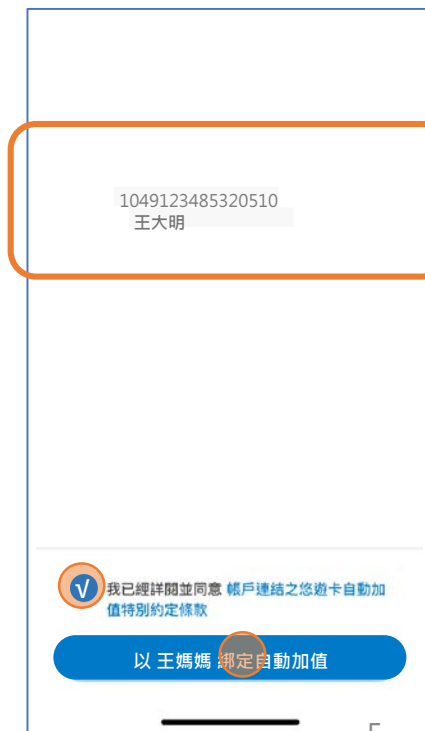 1049123485320510
王大明
√
我已經詳閱並同意 帳戶連結之悠遊卡自動加
值特別約定條款
以 王媽媽 綁定自動加值